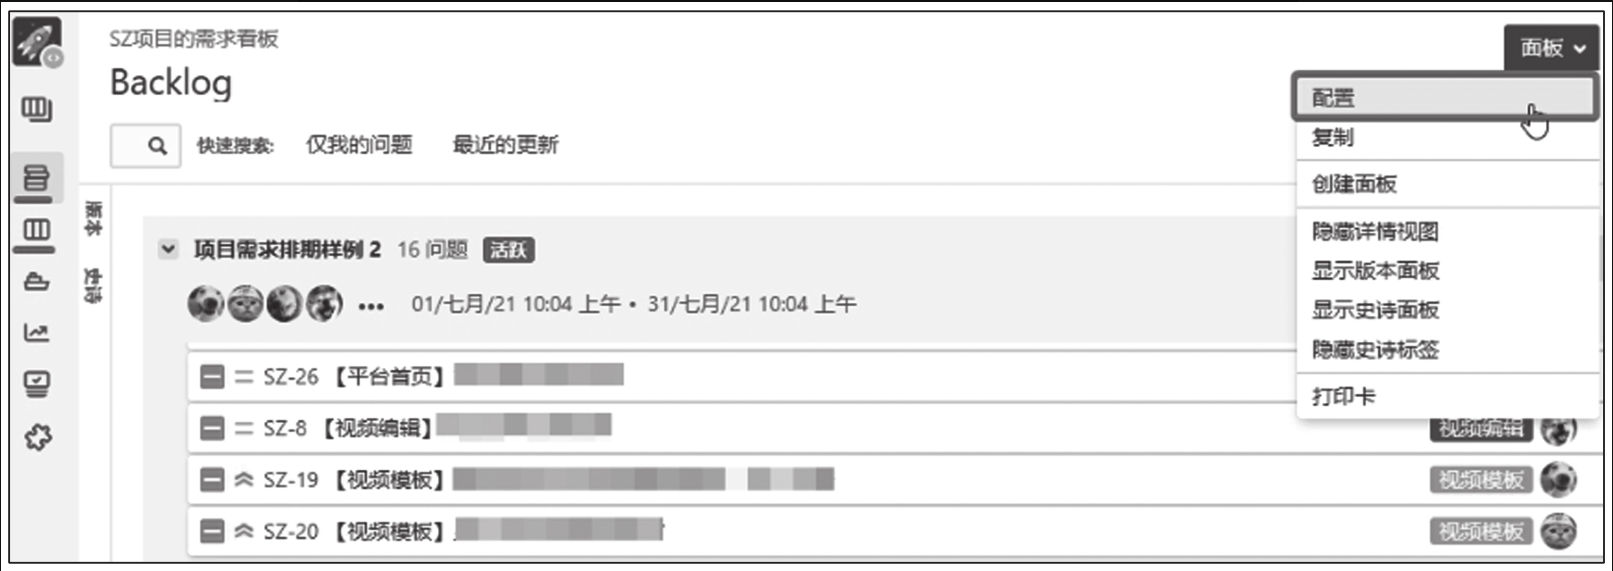 SZ项目的需求看板
面板
Backlog
配置
快速搜索: 仅我的问题 最近的更新
复制
创建面板
版本
隐藏详情视图
项目需求排期样例 2 16 问题 活跃
显示版本面板
史诗
显示史诗面板
01/七月/21 10:04 上午 • 31/七月/21 10:04 上午
隐藏史诗标签
SZ-26 【平台首页】
打印卡
SZ-8 【视频编辑】 视频编辑
SZ-19 【视频模板】 视频模板
SZ-20 【视频模板】 视频模板